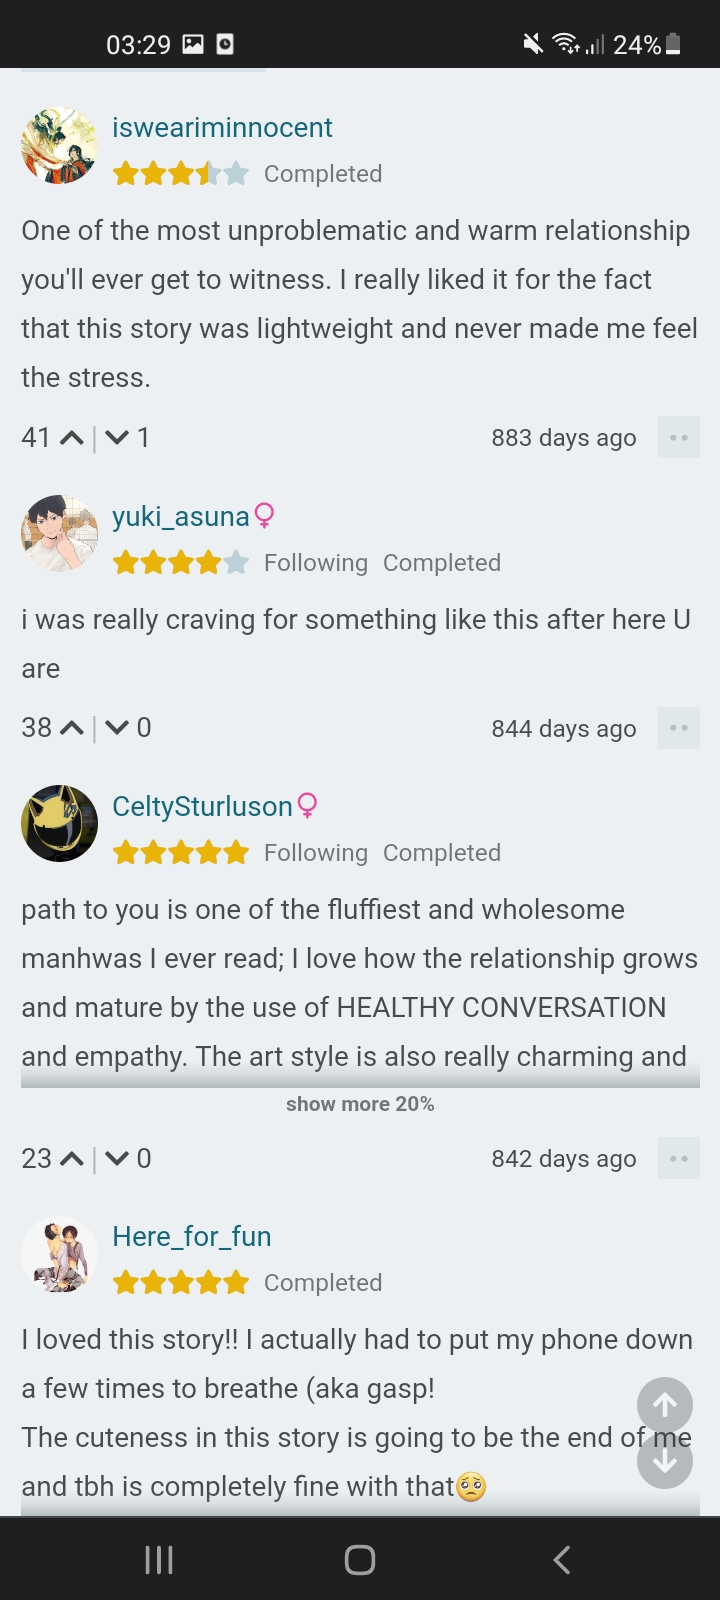 03:29 24%
isweariminnocent
Completed
One of the most unproblematic and warm relationship
you'll ever get to witness. I really liked it for the fact
that this story was lightweight and never made me feel
the stress.
41 | 1 883 days ago
yuki_asuna♀
Following Completed
i was really craving for something like this after here U
are
38 | 0 844 days ago
CeltySturluson♀
Following Completed
path to you is one of the fluffiest and wholesome
manhwas I ever read; I love how the relationship grows
and mature by the use of HEALTHY CONVERSATION
and empathy. The art style is also really charming and
show more 20%
23 | 0 842 days ago
Here_for_fun
Completed
I loved this story!! I actually had to put my phone down
a few times to breathe (aka gasp!
The cuteness in this story is going to be the end of me
and tbh is completely fine with that🥺